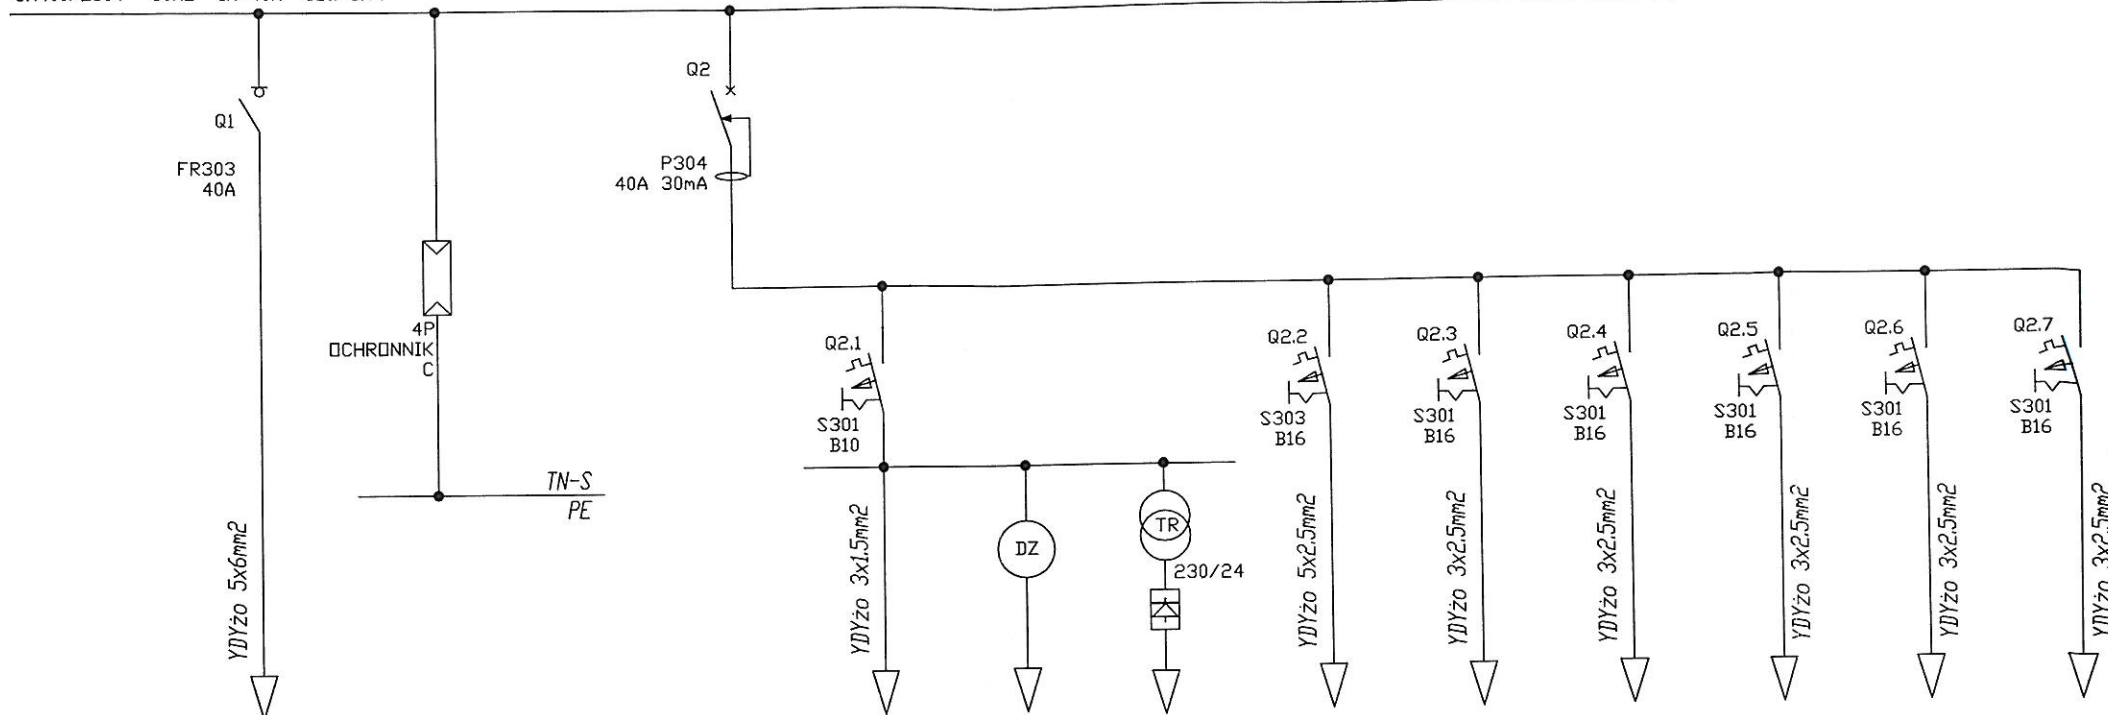 Q1
FR303
40A
4P
OCHRONNIK
C
TN-S
PE
Q2
P304
40A 30mA
Q2.1
S301
B10
Q2.2
S303
B16
Q2.3
S301
B16
Q2.4
S301
B16
Q2.5
S301
B16
Q2.6
S301
B16
Q2.7
S301
B16
DZ
TR
230/24
YDYżo 5x6mm2
YDYżo 3x1.5mm2
YDYżo 5x2.5mm2
YDYżo 3x2.5mm2
YDYżo 3x2.5mm2
YDYżo 3x2.5mm2
YDYżo 3x2.5mm2
YDYżo 3x2.5mm2